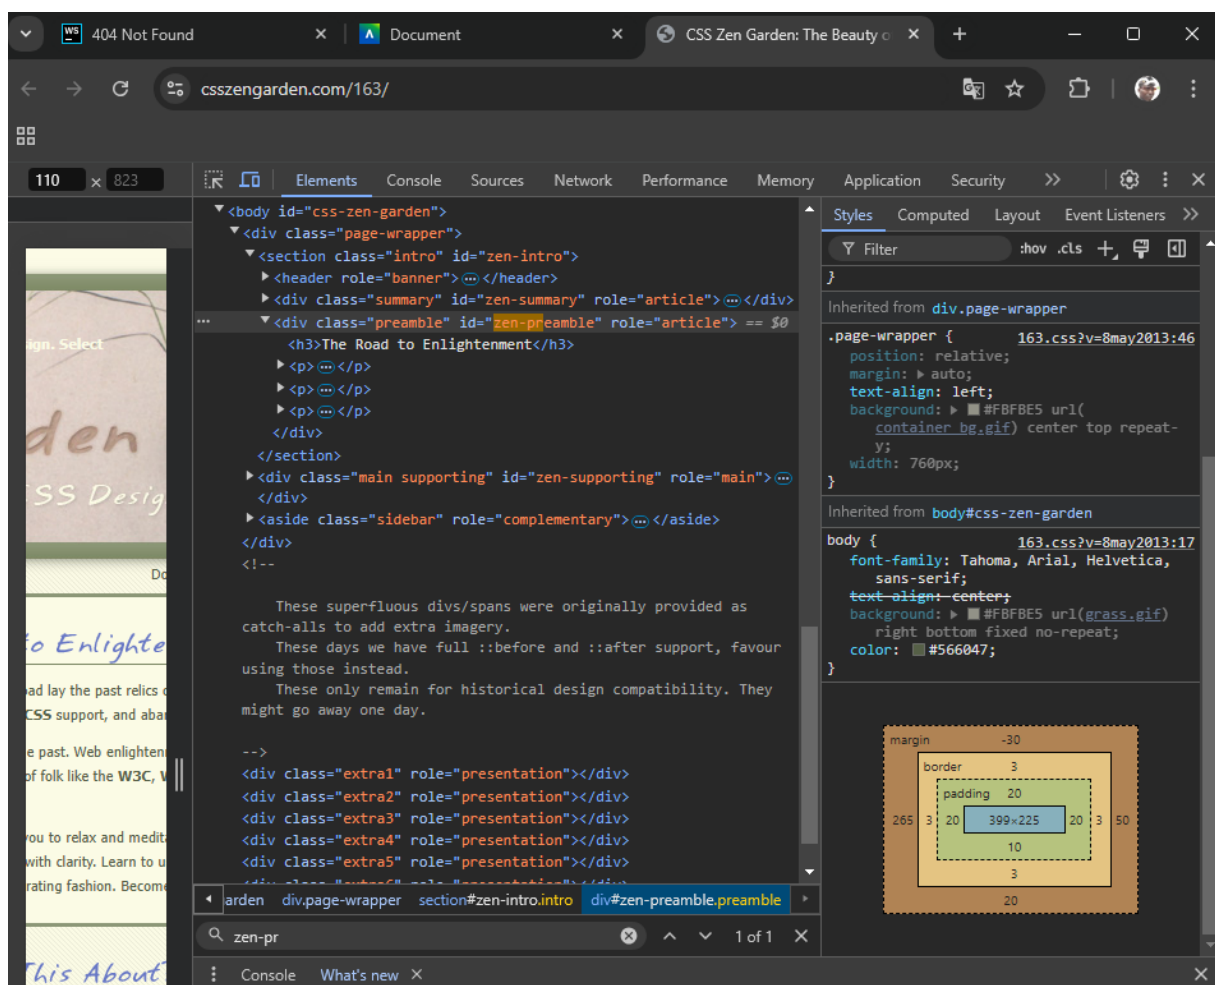 404 Not Found
Document
CSS Zen Garden: The Beauty o
csszengarden.com/163/
110 × 823
Elements Console Sources Network Performance Memory Application Security
<body id="css-zen-garden">
<div class="page-wrapper">
<section class="intro" id="zen-intro">
<header role="banner"> ... </header>
<div class="summary" id="zen-summary" role="article"> ... </div>
... <div class="preamble" id="zen-preamble" role="article"> == $0
<h3>The Road to Enlightenment</h3>
<p> ... </p>
<p> ... </p>
<p> ... </p>
</div>
</section>
<div class="main supporting" id="zen-supporting" role="main"> ...
</div>
<aside class="sidebar" role="complementary"> ... </aside>
</div>
<!--
These superfluous divs/spans were originally provided as
catch-alls to add extra imagery.
These days we have full ::before and ::after support, favour
using those instead.
These only remain for historical design compatibility. They
might go away one day.
-->
<div class="extra1" role="presentation"></div>
<div class="extra2" role="presentation"></div>
<div class="extra3" role="presentation"></div>
<div class="extra4" role="presentation"></div>
<div class="extra5" role="presentation"></div>
arden div.page-wrapper section#zen-intro.intro div#zen-preamble.preamble
zen-pr
1 of 1
Console What's new
Styles Computed Layout Event Listeners
Filter :hov .cls
}
Inherited from div.page-wrapper
.page-wrapper { 163.css?v=8may2013:46
position: relative;
margin: auto;
text-align: left;
background: #FBFBE5 url(
container_bg.gif) center top repeat-
y;
width: 760px;
}
Inherited from body#css-zen-garden
body { 163.css?v=8may2013:17
font-family: Tahoma, Arial, Helvetica,
sans-serif;
text-align: center;
background: #FBFBE5 url(grass.gif)
right bottom fixed no-repeat;
color: #566047;
}
margin -30
border 3
padding 20
265 3 20 399×225 20 3 50
10
3
20
ign. Select
den
SS Desig
Do
to Enlighte
ad lay the past relics
CSS support, and aba
e past. Web enlighten
of folk like the W3C,
you to relax and medit
with clarity. Learn to u
rating fashion. Become
This About